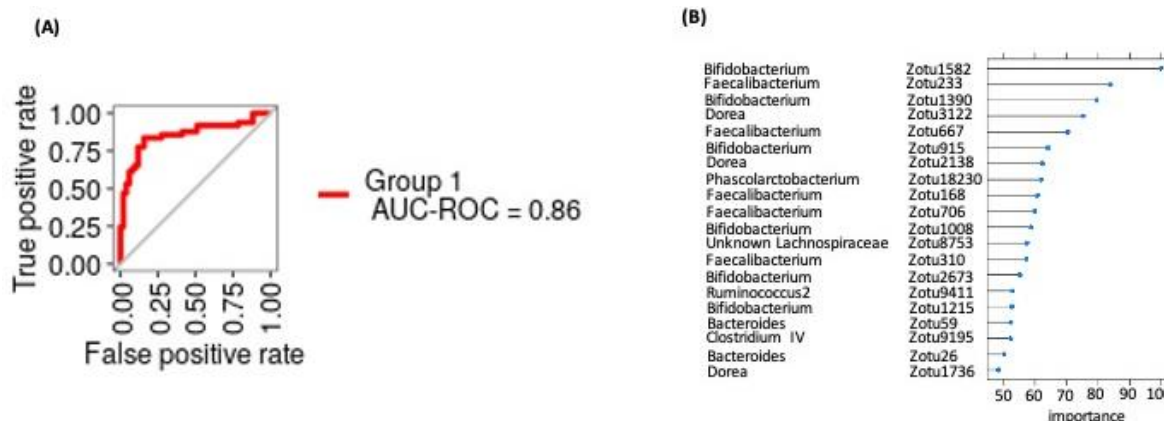 (A)
True positive rate
1.00
0.75
0.50
0.25
0.00
0.00 0.25 0.50 0.75 1.00
False positive rate
Group 1
AUC-ROC = 0.86
(B)
Bifidobacterium Zotu1582
Faecalibacterium Zotu233
Bifidobacterium Zotu1390
Dorea Zotu3122
Faecalibacterium Zotu667
Bifidobacterium Zotu915
Dorea Zotu2138
Phascolarctobacterium Zotu18230
Faecalibacterium Zotu168
Faecalibacterium Zotu706
Bifidobacterium Zotu1008
Unknown Lachnospiraceae Zotu8753
Faecalibacterium Zotu310
Bifidobacterium Zotu2673
Ruminococcus2 Zotu9411
Bifidobacterium Zotu1215
Bacteroides Zotu59
Clostridium IV Zotu9195
Bacteroides Zotu26
Dorea Zotu1736
50 60 70 80 90
importance